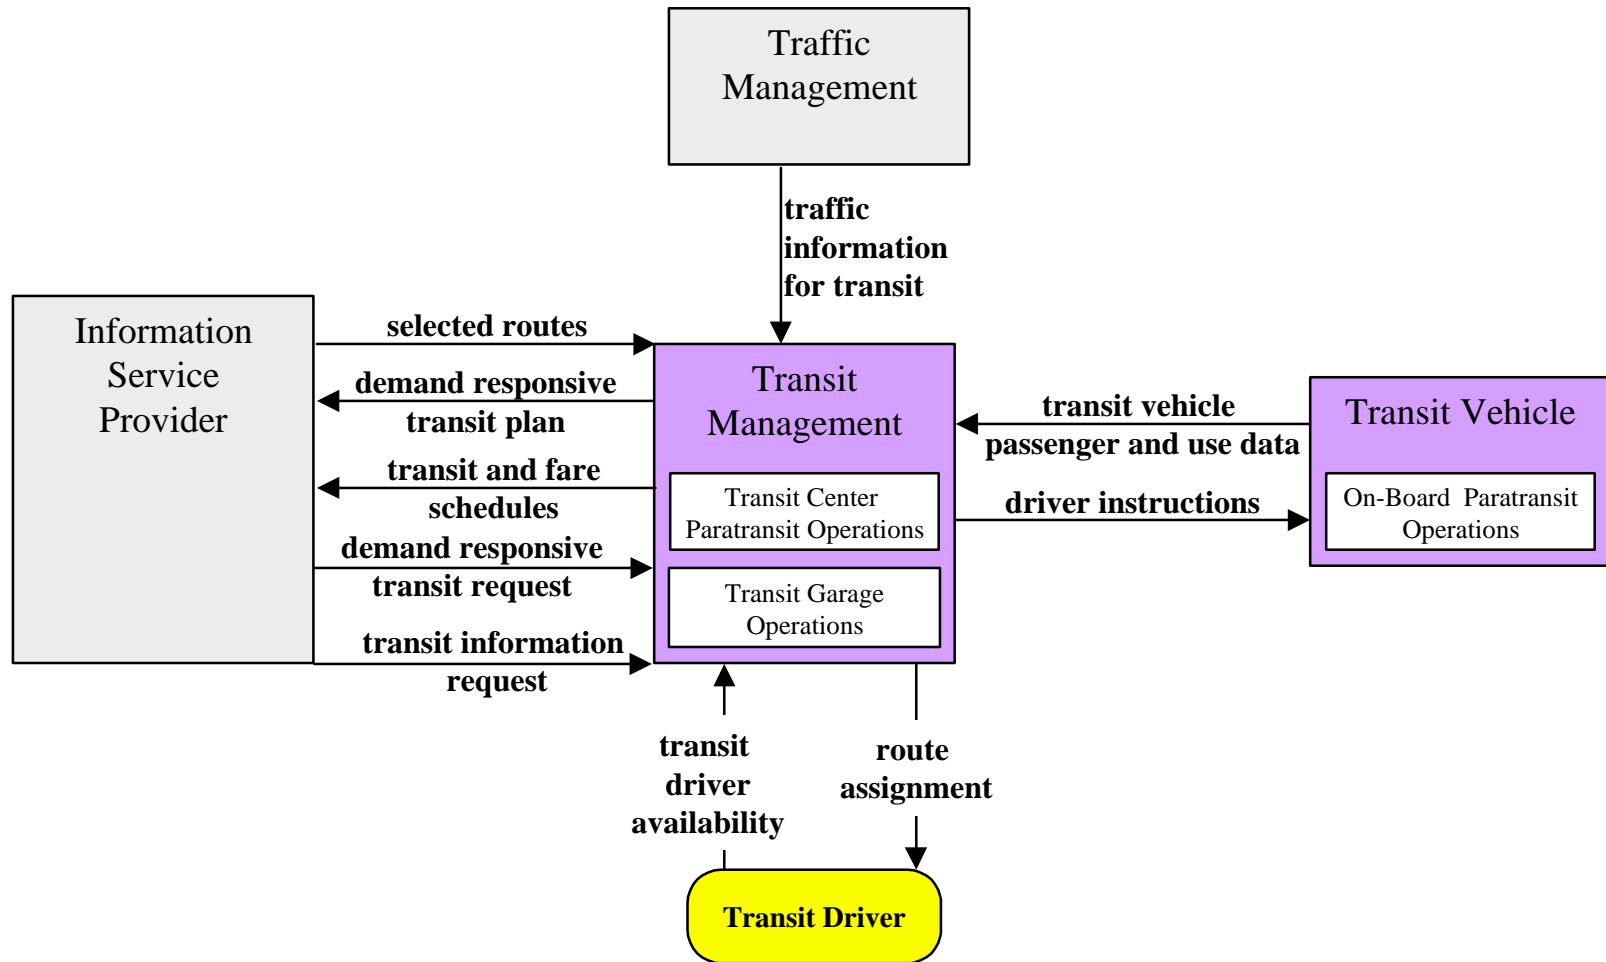 Traffic
Management
traffic
information
for transit
Information
Service
Provider
selected routes
demand responsive
transit plan
transit and fare
schedules
demand responsive
transit request
transit information
request
Transit
Management
Transit Center
Paratransit Operations
Transit Garage
Operations
transit vehicle
passenger and use data
driver instructions
Transit Vehicle
On-Board Paratransit
Operations
transit
driver
availability
route
assignment
Transit Driver